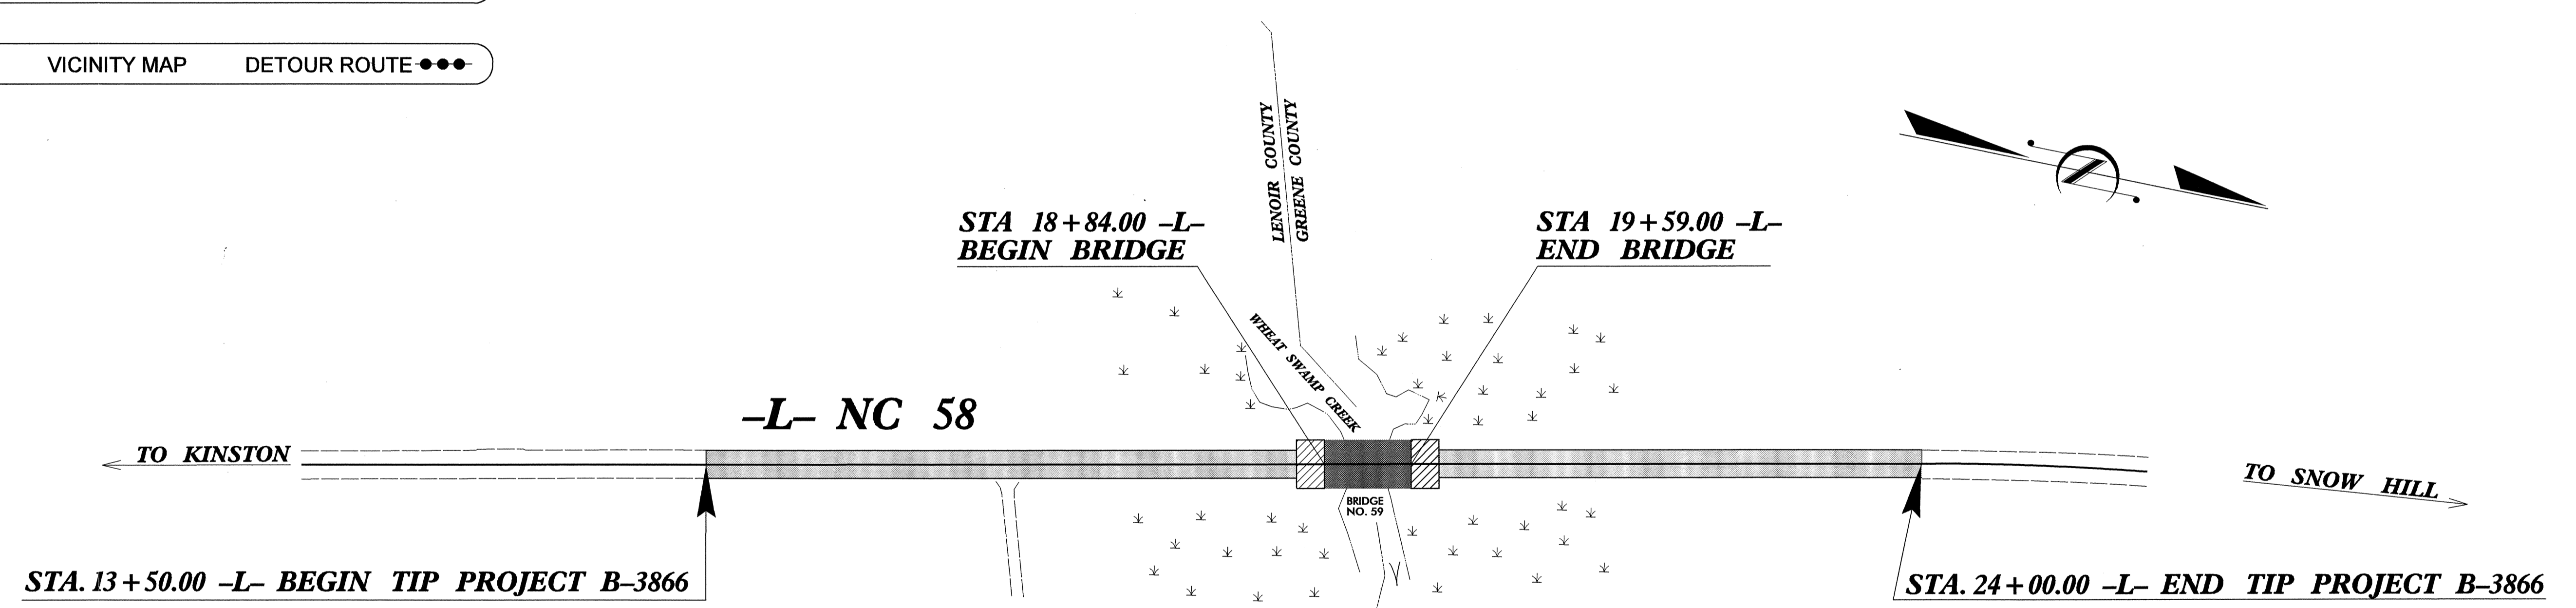 VICINITY MAP DETOUR ROUTE
LENOIR COUNTY
GREENE COUNTY
STA 18+84.00 –L–
BEGIN BRIDGE
STA 19+59.00 –L–
END BRIDGE
WHEAT SWAMP CREEK
–L– NC 58
TO KINSTON
TO SNOW HILL
BRIDGE
NO. 59
STA. 13+50.00 –L– BEGIN TIP PROJECT B–3866
STA. 24+00.00 –L– END TIP PROJECT B–3866